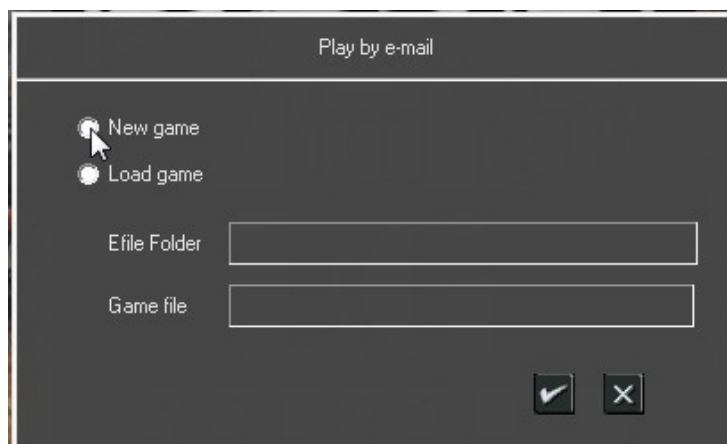 Play by e-mail
New game
Load game
Efile Folder
Game file